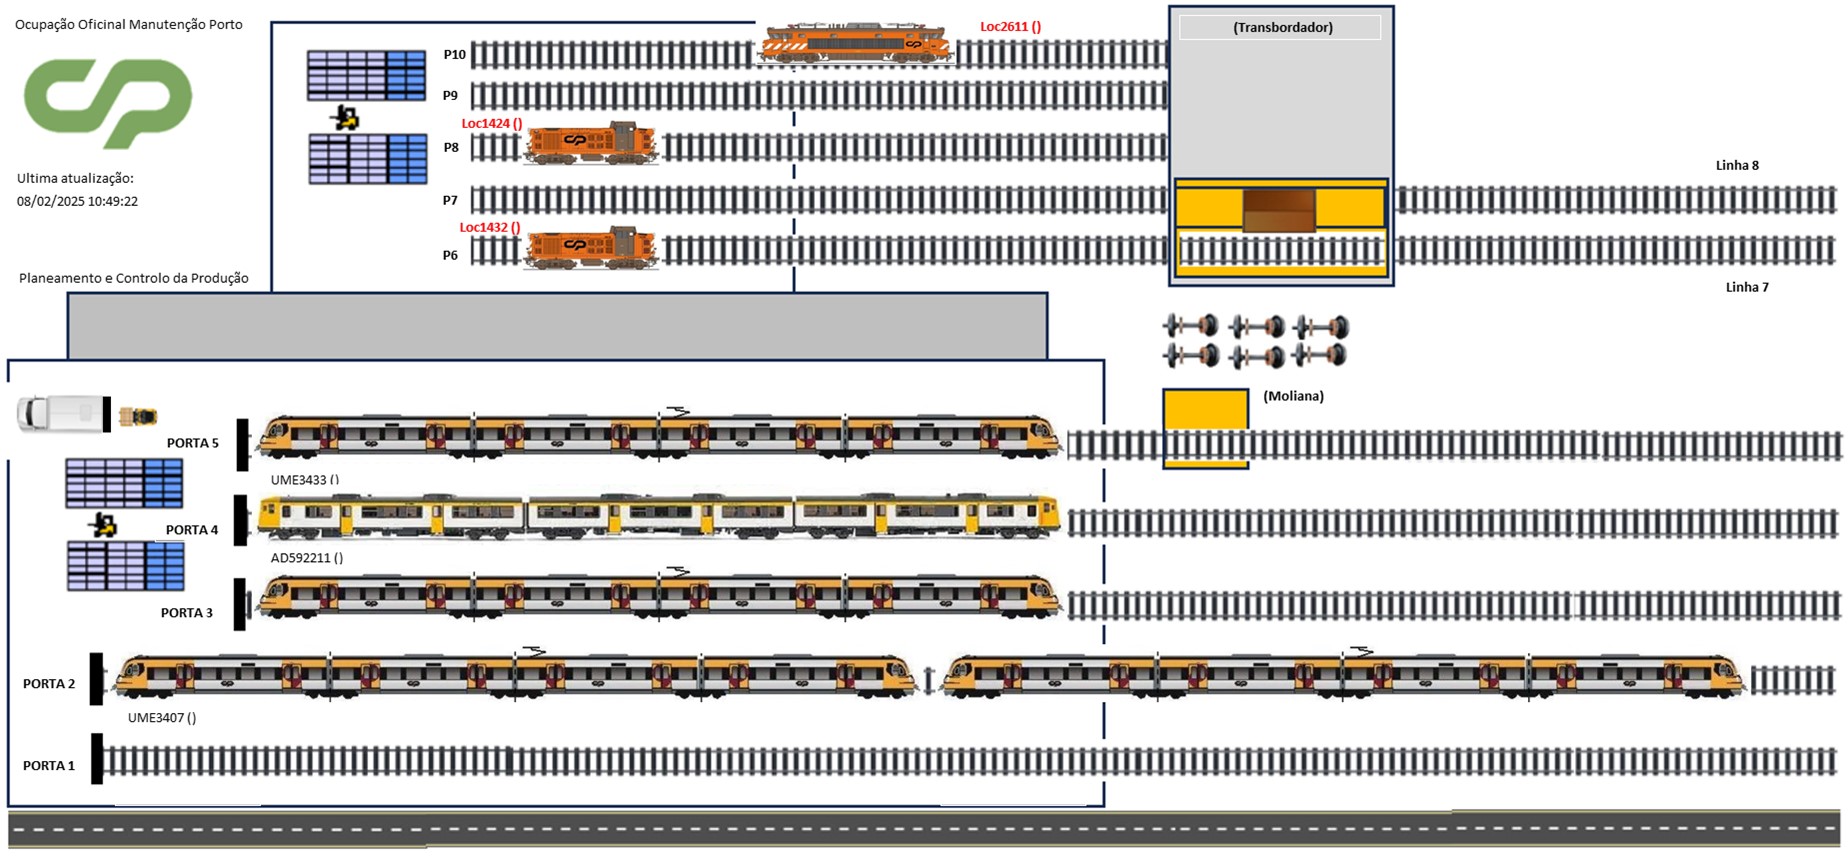 Ocupação Oficinal Manutenção Porto
Loc2611 ()
(Transbordador)
P10
P9
Loc1424 ()
P8
Linha 8
Ultima atualização:
08/02/2025 10:49:22
P7
Loc1432 ()
P6
Planeamento e Controlo da Produção
Linha 7
(Moliana)
PORTA 5
UME3433 ()
PORTA 4
AD592211 ()
PORTA 3
PORTA 2
UME3407 ()
PORTA 1